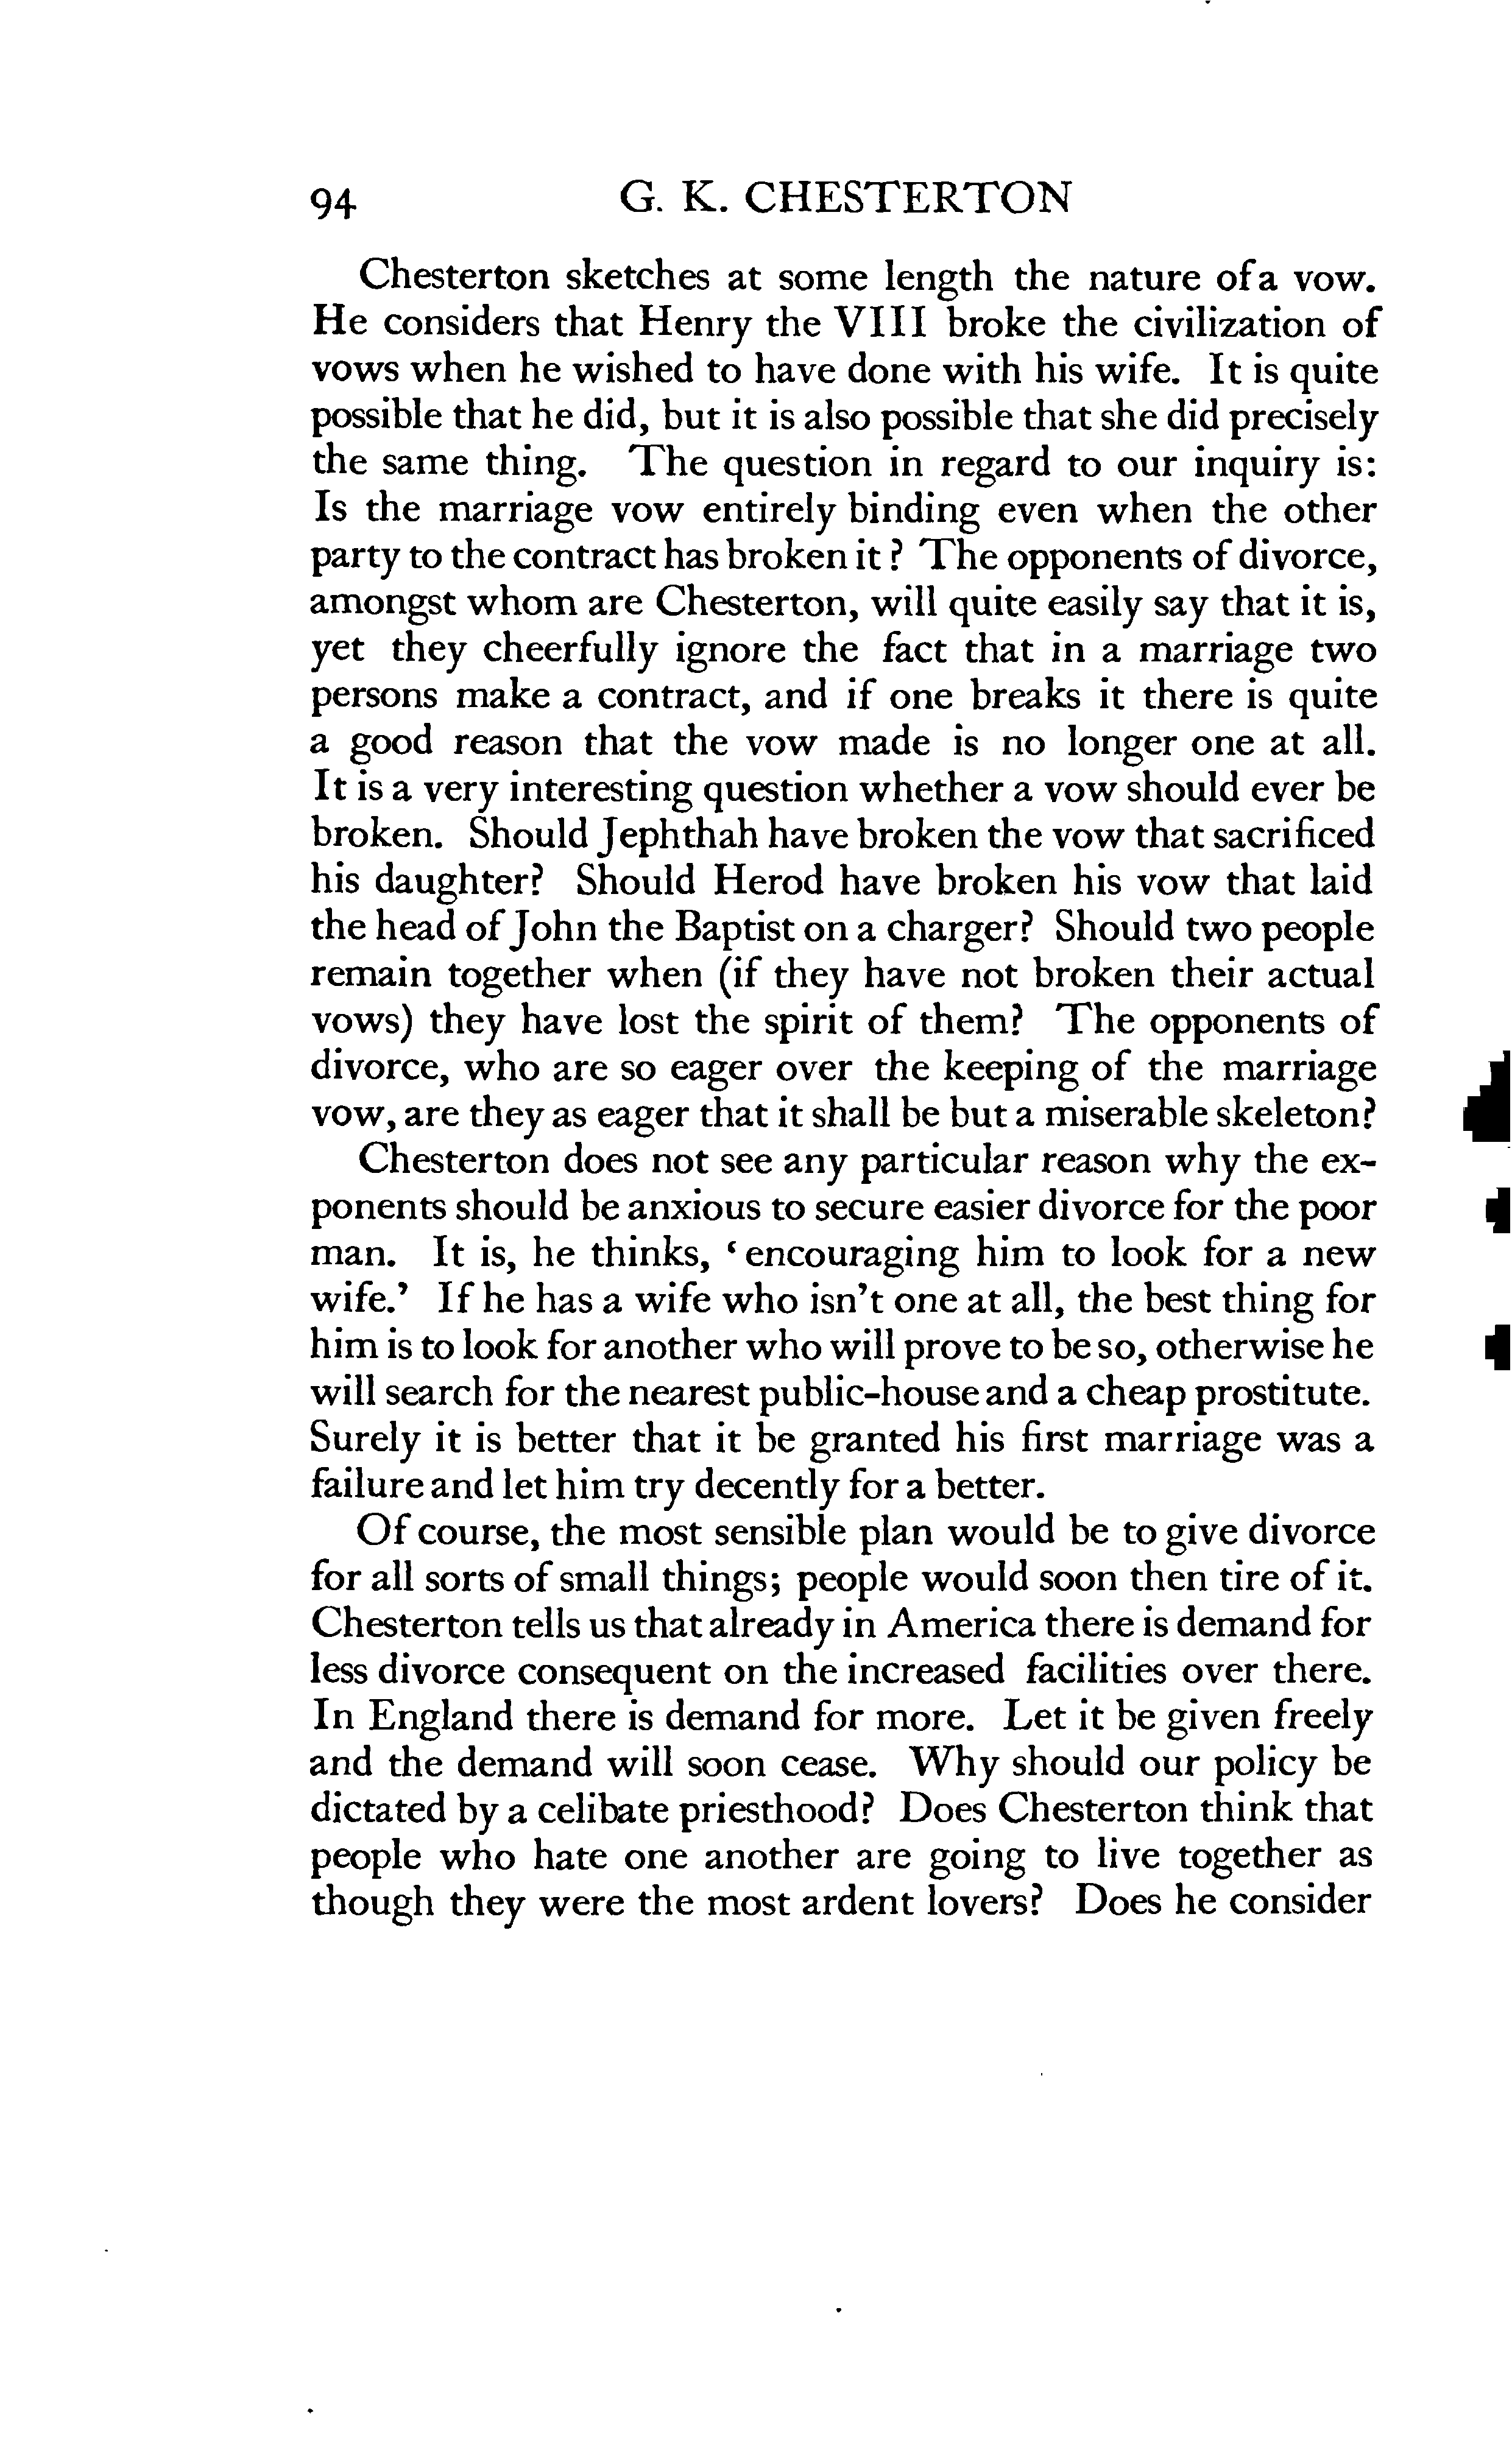 94 G. K. CHESTERTON
Chesterton sketches at some length the nature of a vow.
He considers that Henry the VIII broke the civilization of
vows when he wished to have done with his wife. It is quite
possible that he did, but it is also possible that she did precisely
the same thing. The question in regard to our inquiry is:
Is the marriage vow entirely binding even when the other
party to the contract has broken it? The opponents of divorce,
amongst whom are Chesterton, will quite easily say that it is,
yet they cheerfully ignore the fact that in a marriage two
persons make a contract, and if one breaks it there is quite
a good reason that the vow made is no longer one at all.
It is a very interesting question whether a vow should ever be
broken. Should Jephthah have broken the vow that sacrificed
his daughter? Should Herod have broken his vow that laid
the head of John the Baptist on a charger? Should two people
remain together when (if they have not broken their actual
vows) they have lost the spirit of them? The opponents of
divorce, who are so eager over the keeping of the marriage
vow, are they as eager that it shall be but a miserable skeleton?
Chesterton does not see any particular reason why the ex-
ponents should be anxious to secure easier divorce for the poor
man. It is, he thinks, ‘encouraging him to look for a new
wife.’ If he has a wife who isn’t one at all, the best thing for
him is to look for another who will prove to be so, otherwise he
will search for the nearest public-house and a cheap prostitute.
Surely it is better that it be granted his first marriage was a
failure and let him try decently for a better.
Of course, the most sensible plan would be to give divorce
for all sorts of small things; people would soon then tire of it.
Chesterton tells us that already in America there is demand for
less divorce consequent on the increased facilities over there.
In England there is demand for more. Let it be given freely
and the demand will soon cease. Why should our policy be
dictated by a celibate priesthood? Does Chesterton think that
people who hate one another are going to live together as
though they were the most ardent lovers? Does he consider